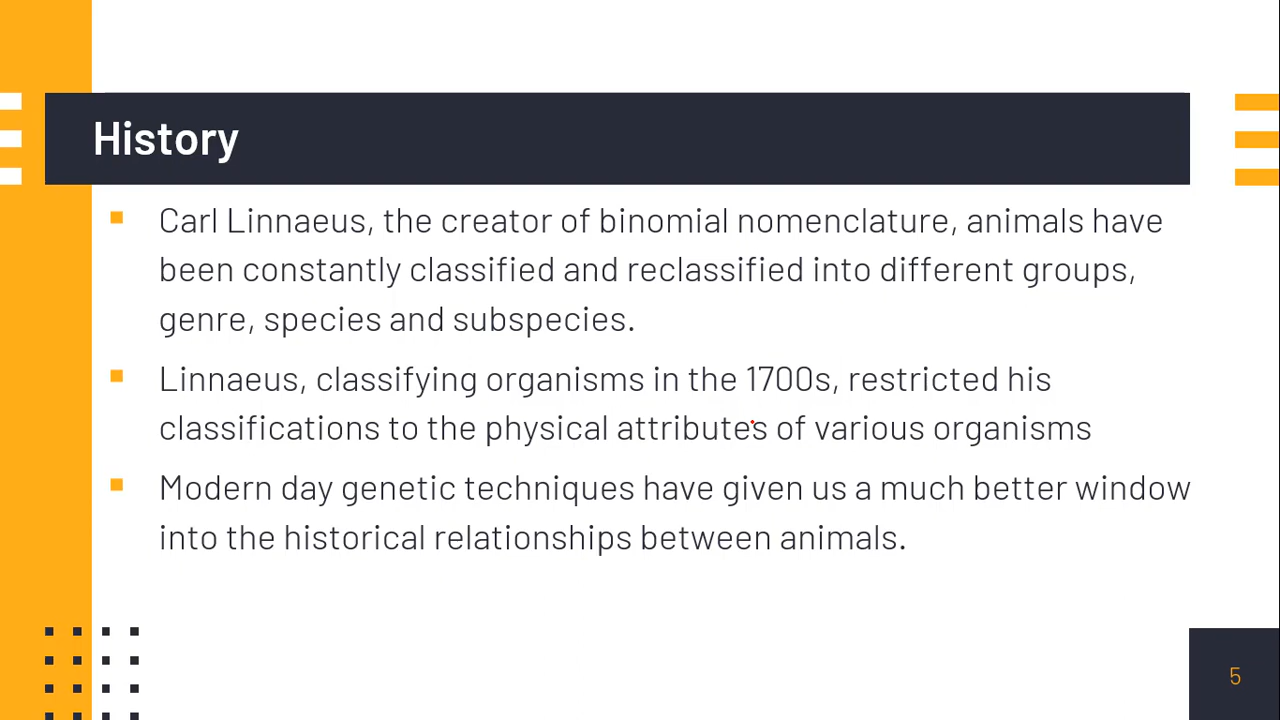 History
Carl Linnaeus, the creator of binomial nomenclature, animals have
been constantly classified and reclassified into different groups,
genre, species and subspecies.
Linnaeus, classifying organisms in the 1700s, restricted his
classifications to the physical attributes of various organisms
Modern day genetic techniques have given us a much better window
into the historical relationships between animals.
5